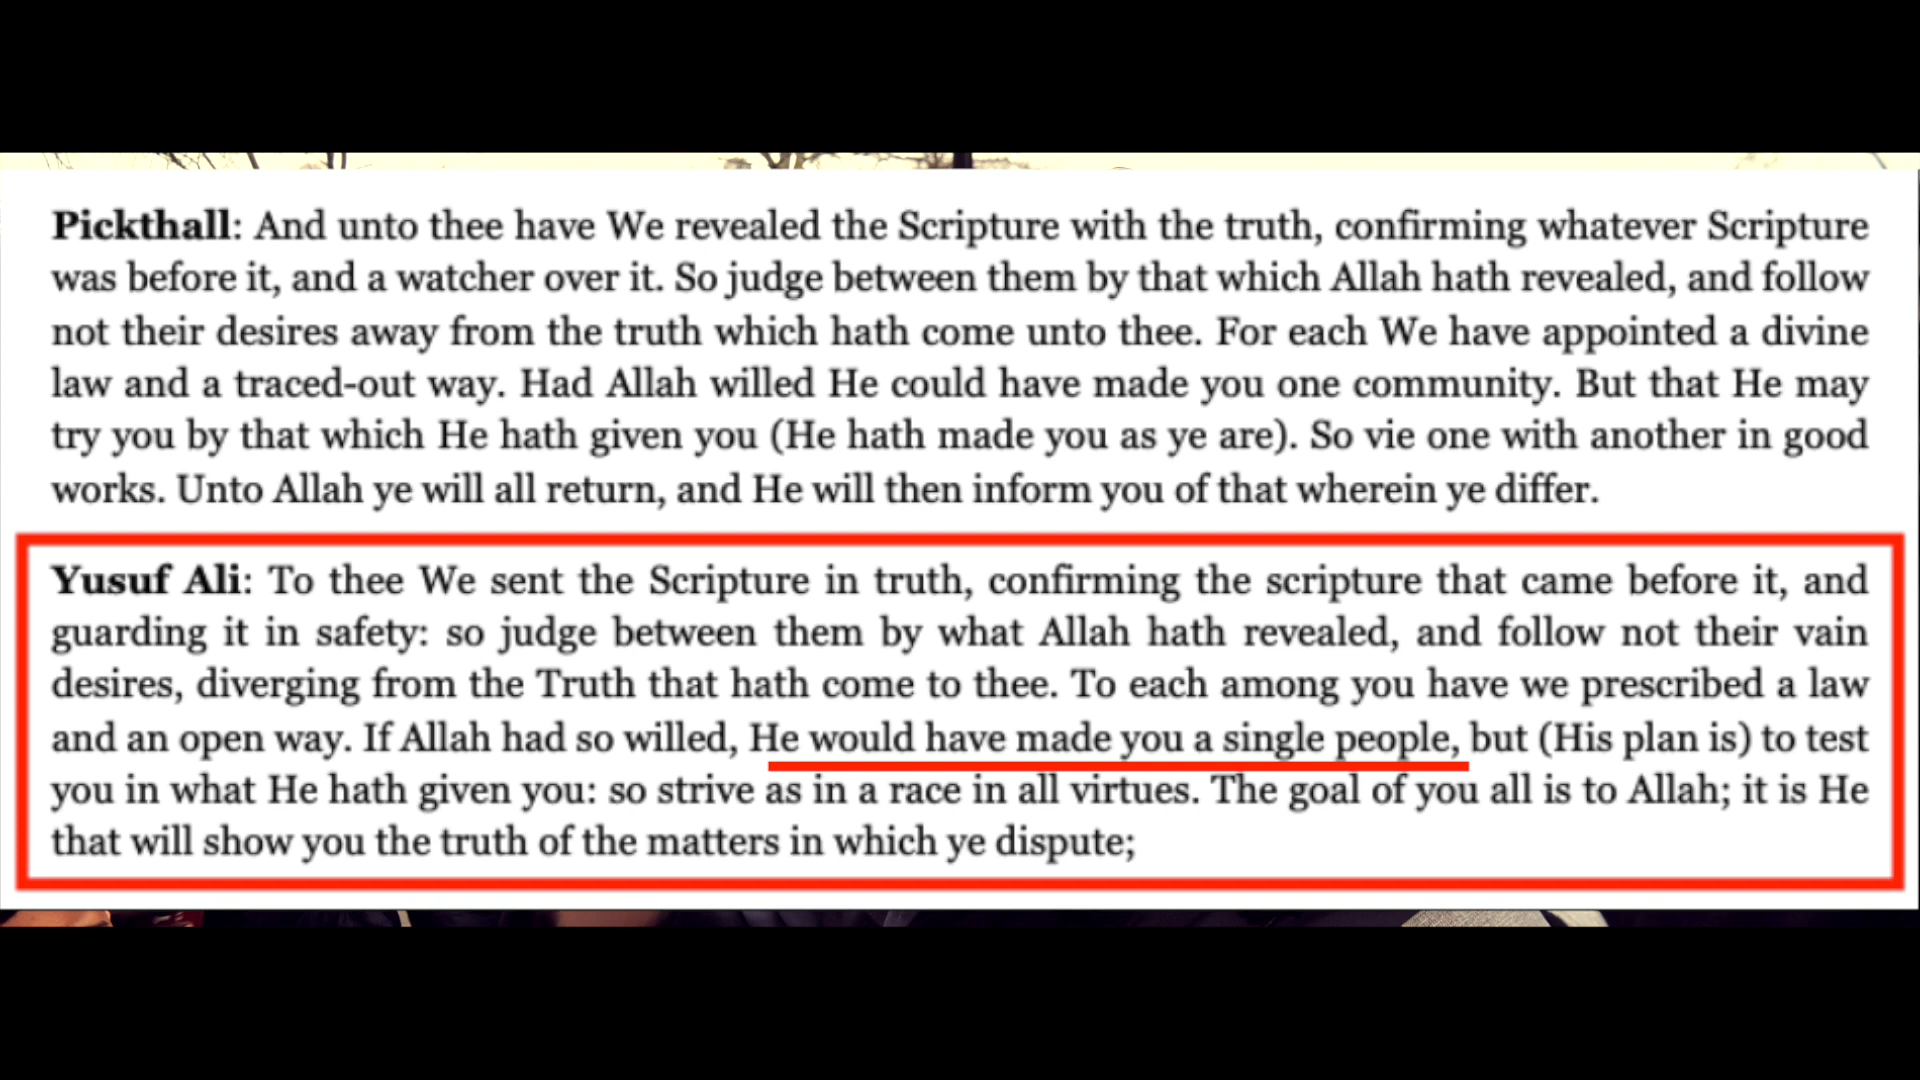 Pickthall: And unto thee have We revealed the Scripture with the truth, confirming whatever Scripture
was before it, and a watcher over it. So judge between them by that which Allah hath revealed, and follow
not their desires away from the truth which hath come unto thee. For each We have appointed a divine
law and a traced-out way. Had Allah willed He could have made you one community. But that He may
try you by that which He hath given you (He hath made you as ye are). So vie one with another in good
works. Unto Allah ye will all return, and He will then inform you of that wherein ye differ.
Yusuf Ali: To thee We sent the Scripture in truth, confirming the scripture that came before it, and
guarding it in safety: so judge between them by what Allah hath revealed, and follow not their vain
desires, diverging from the Truth that hath come to thee. To each among you have we prescribed a law
and an open way. If Allah had so willed, He would have made you a single people, but (His plan is) to test
you in what He hath given you: so strive as in a race in all virtues. The goal of you all is to Allah; it is He
that will show you the truth of the matters in which ye dispute;